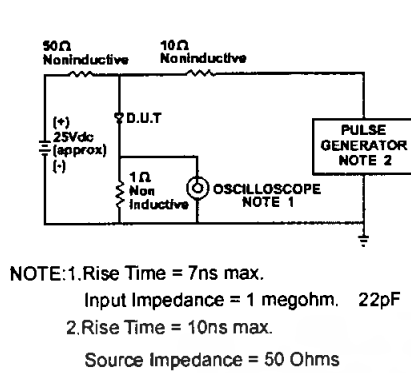 50Ω
Noninductive
10Ω
Noninductive
(+)
25Vdc
(approx)
(-)
D.U.T
PULSE
GENERATOR
NOTE 2
1Ω
Non
Inductive
OSCILLOSCOPE
NOTE 1
NOTE:1.Rise Time = 7ns max.
Input Impedance = 1 megohm. 22pF
2.Rise Time = 10ns max.
Source Impedance = 50 Ohms